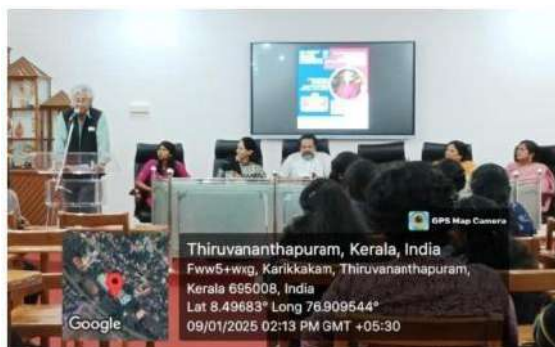 GPS Map Camera
Thiruvananthapuram, Kerala, India
Fww5+wxg, Karikkakam, Thiruvananthapuram,
Kerala 695008, India
Lat 8.49683° Long 76.909544°
09/01/2025 02:13 PM GMT +05:30
Google